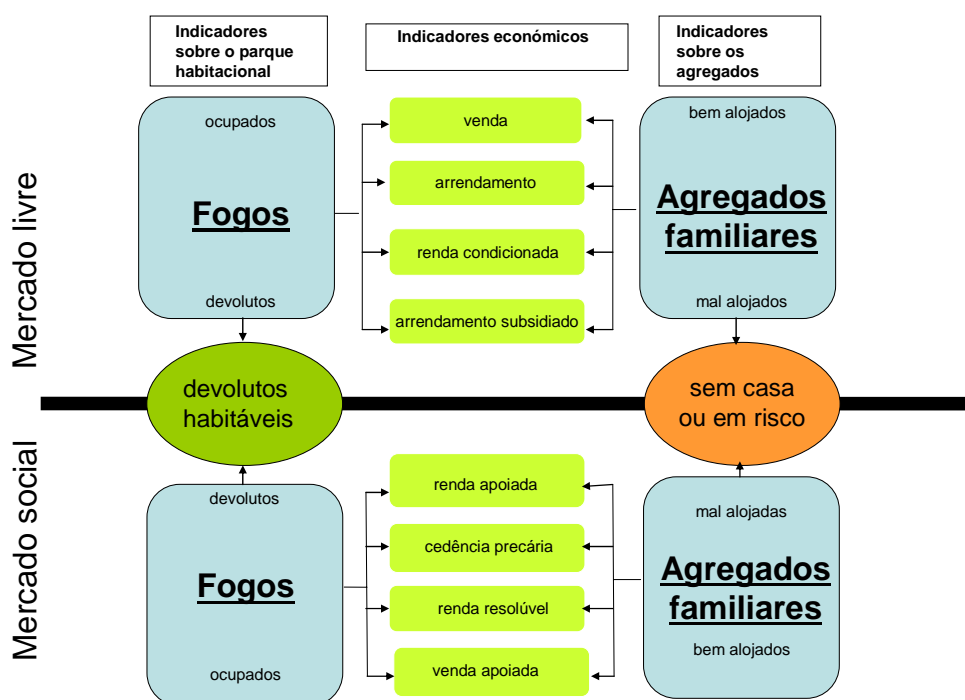 Indicadores
sobre o parque
habitacional
Indicadores económicos
Indicadores
sobre os
agregados
Mercado livre
ocupados
Fogos
devolutos
venda
arrendamento
renda condicionada
arrendamento subsidiado
bem alojados
Agregados
familiares
mal alojados
devolutos
habitáveis
sem casa
ou em risco
Mercado social
devolutos
Fogos
ocupados
renda apoiada
cedência precária
renda resolúvel
venda apoiada
mal alojadas
Agregados
familiares
bem alojados